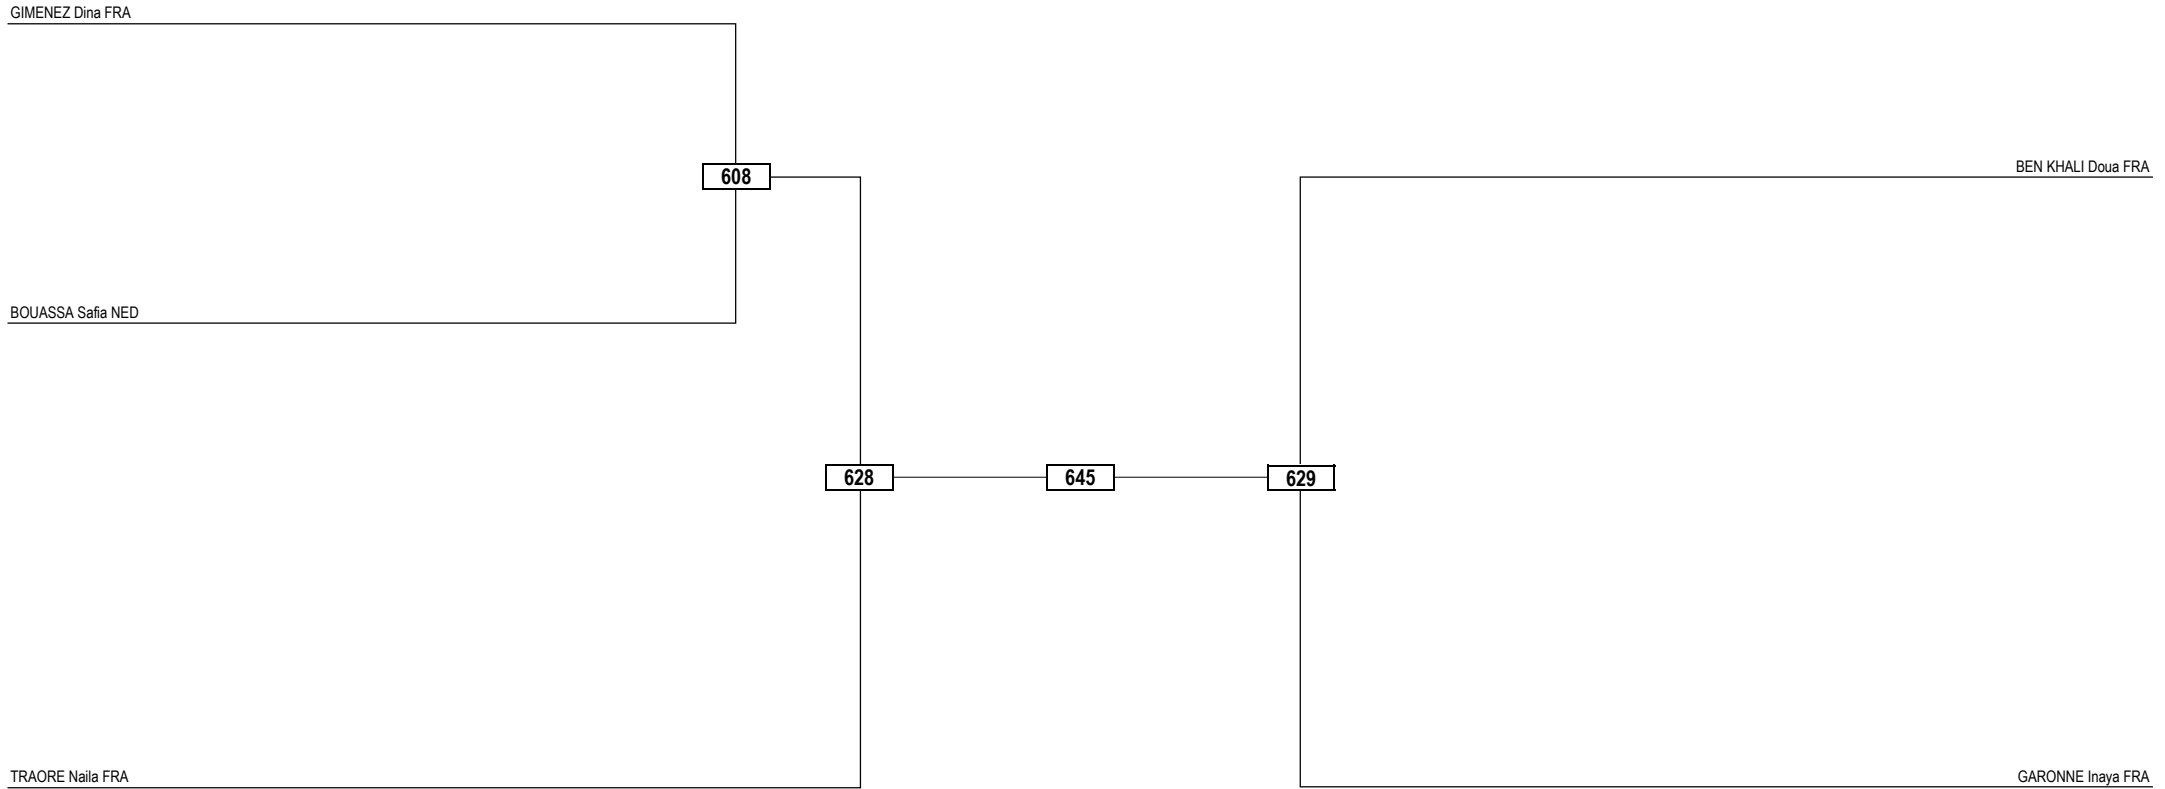 GIMENEZ Dina FRA
BEN KHALI Doua FRA
608
BOUASSA Safia NED
628
645
629
TRAORE Naila FRA
GARONNE Inaya FRA